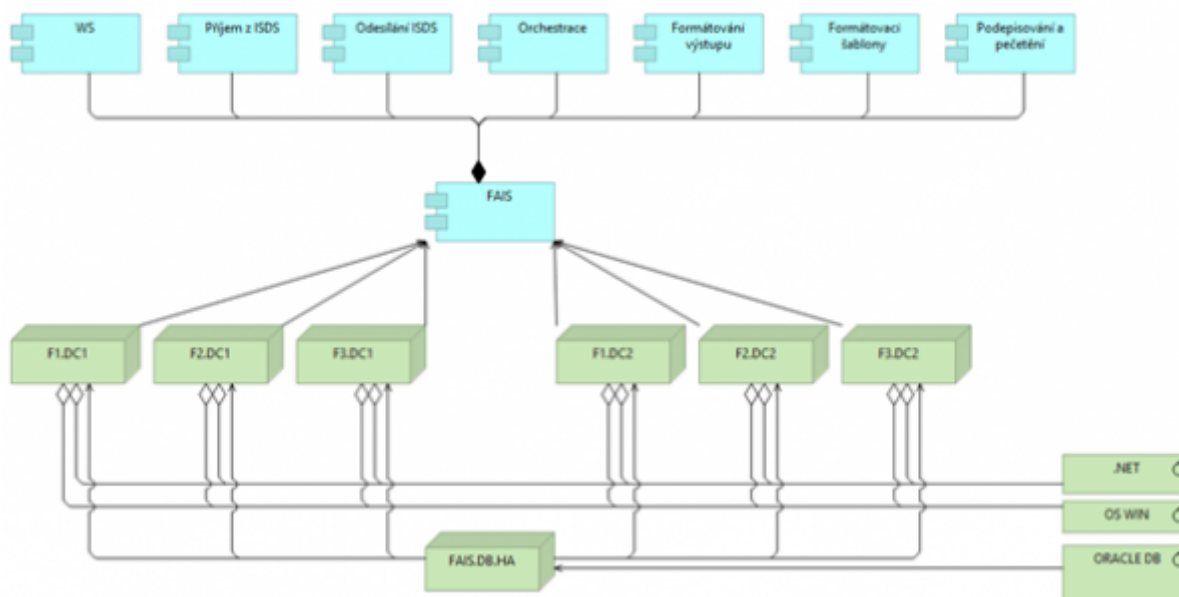 WS
Příjem z ISDS
Odesílání ISDS
Orchestrace
Formátování
výstupu
Formátovací
šablony
Podepisování a
pečetění
FAIS
F1.DC1
F2.DC1
F3.DC1
F1.DC2
F2.DC2
F3.DC2
.NET
OS WIN
FAIS.DB.HA
ORACLE DB